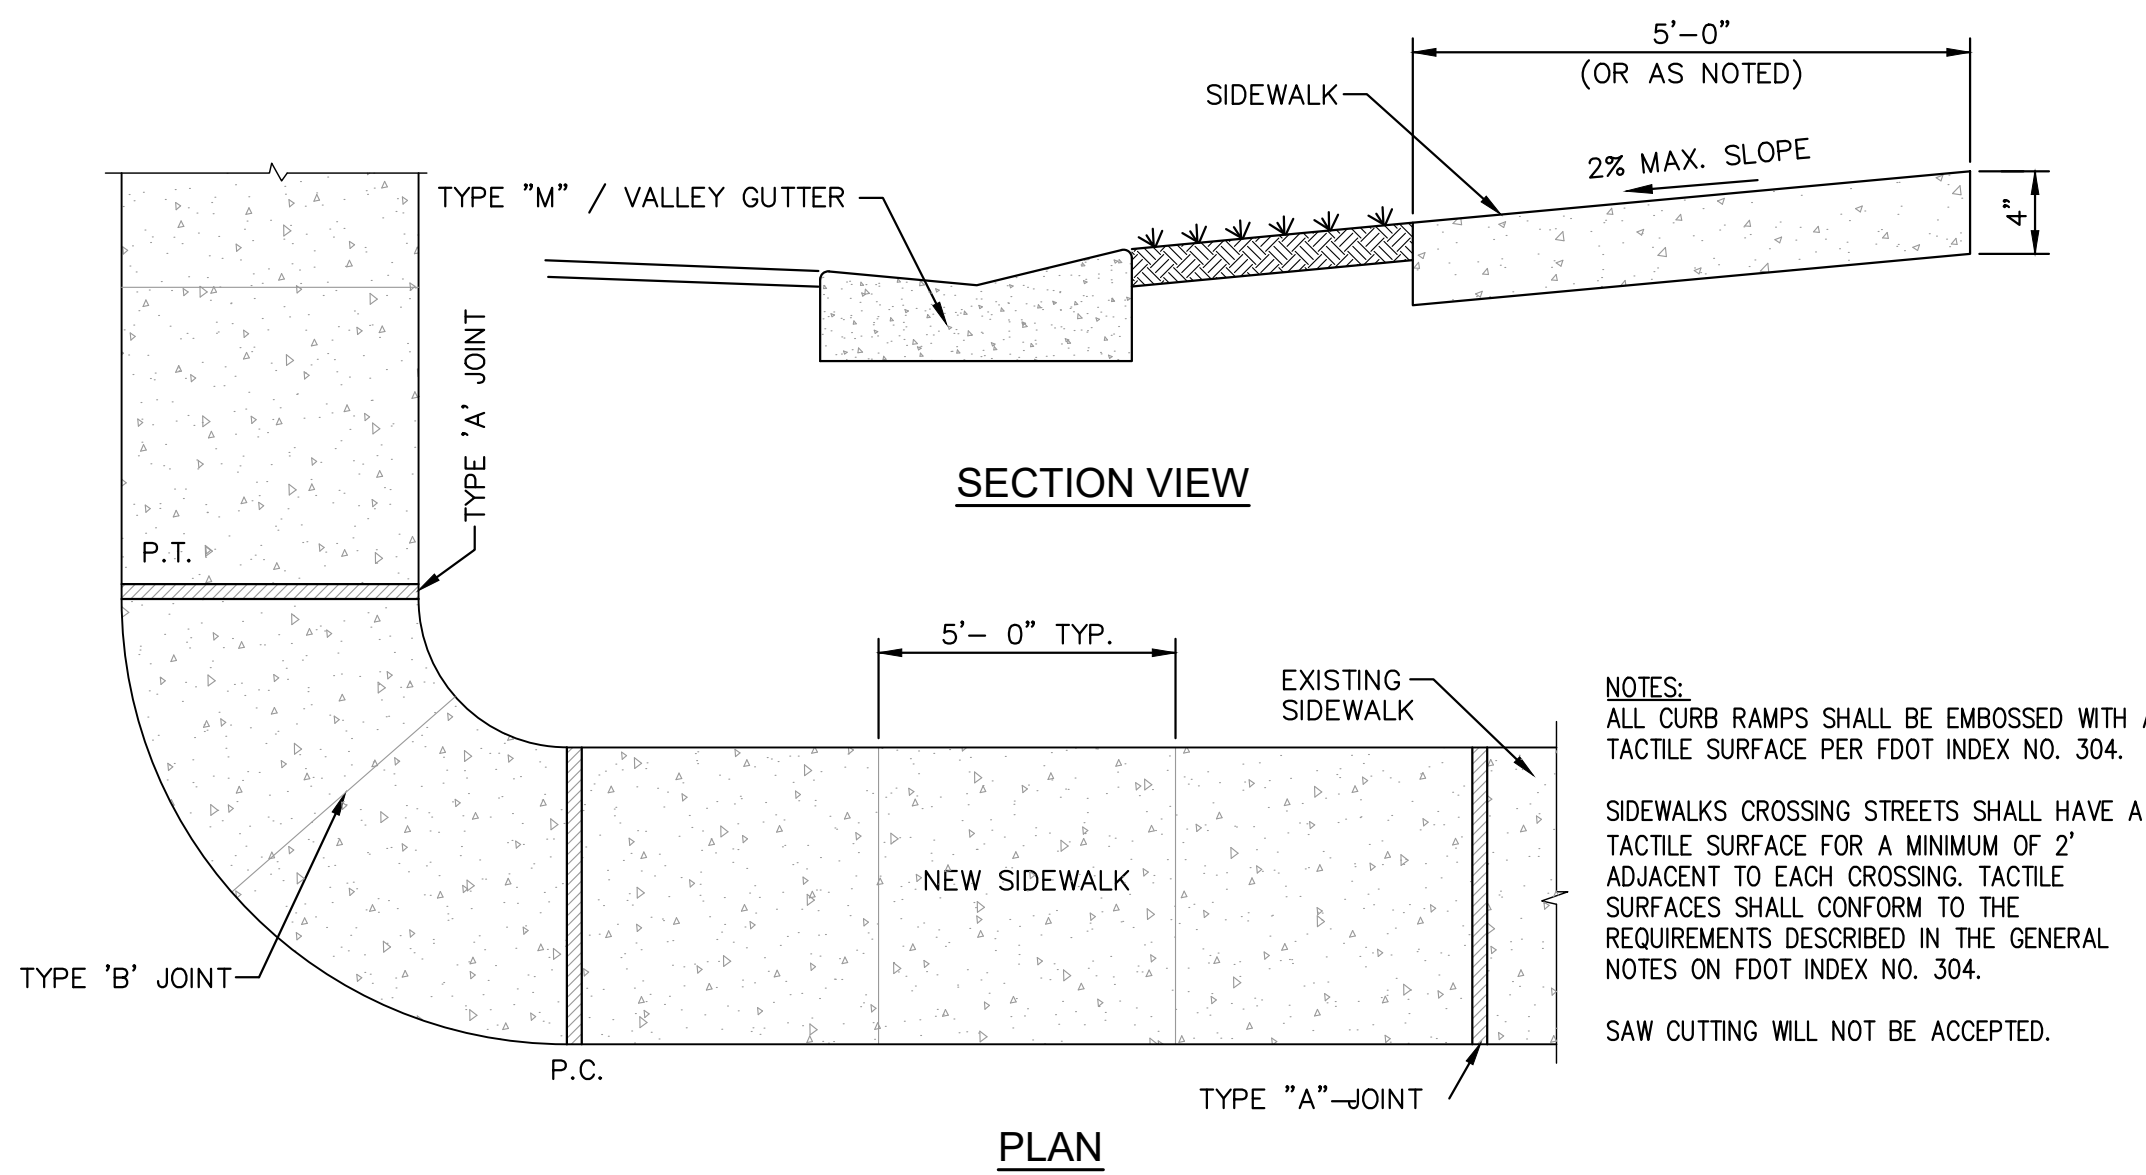 5'-0"
(OR AS NOTED)
SIDEWALK
2% MAX. SLOPE
4"
TYPE "M" / VALLEY GUTTER
TYPE 'A' JOINT
SECTION VIEW
P.T.
5'- 0" TYP.
EXISTING
SIDEWALK
NEW SIDEWALK
TYPE 'B' JOINT
P.C.
TYPE "A" JOINT
PLAN
NOTES:
ALL CURB RAMPS SHALL BE EMBOSSED WITH A
TACTILE SURFACE PER FDOT INDEX NO. 304.
SIDEWALKS CROSSING STREETS SHALL HAVE A
TACTILE SURFACE FOR A MINIMUM OF 2'
ADJACENT TO EACH CROSSING. TACTILE
SURFACES SHALL CONFORM TO THE
REQUIREMENTS DESCRIBED IN THE GENERAL
NOTES ON FDOT INDEX NO. 304.
SAW CUTTING WILL NOT BE ACCEPTED.